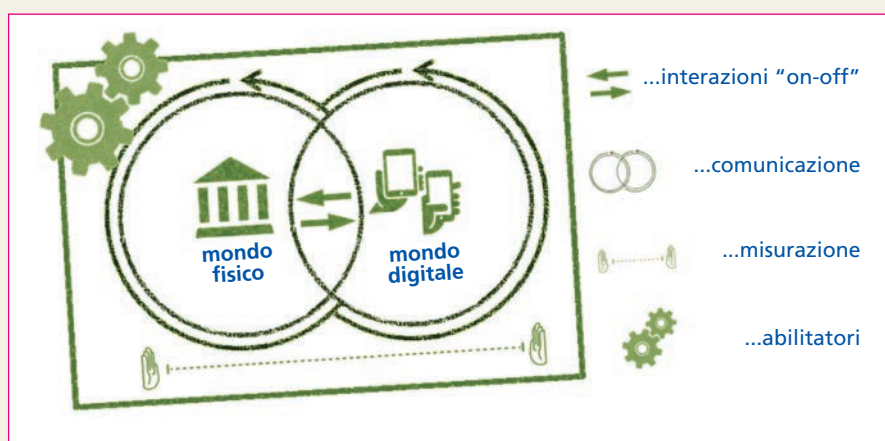 ...interazioni “on-off”
...comunicazione
mondo
fisico
mondo
digitale
...misurazione
...abilitatori